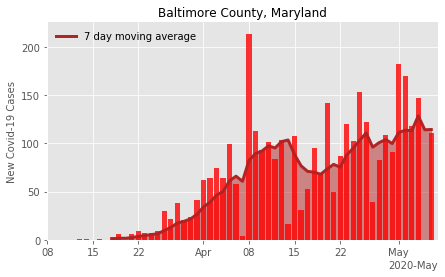 Baltimore County, Maryland
7 day moving average
New Covid-19 Cases
200
150
100
50
0
08 15 22 Apr 08 15 22 May
2020-May